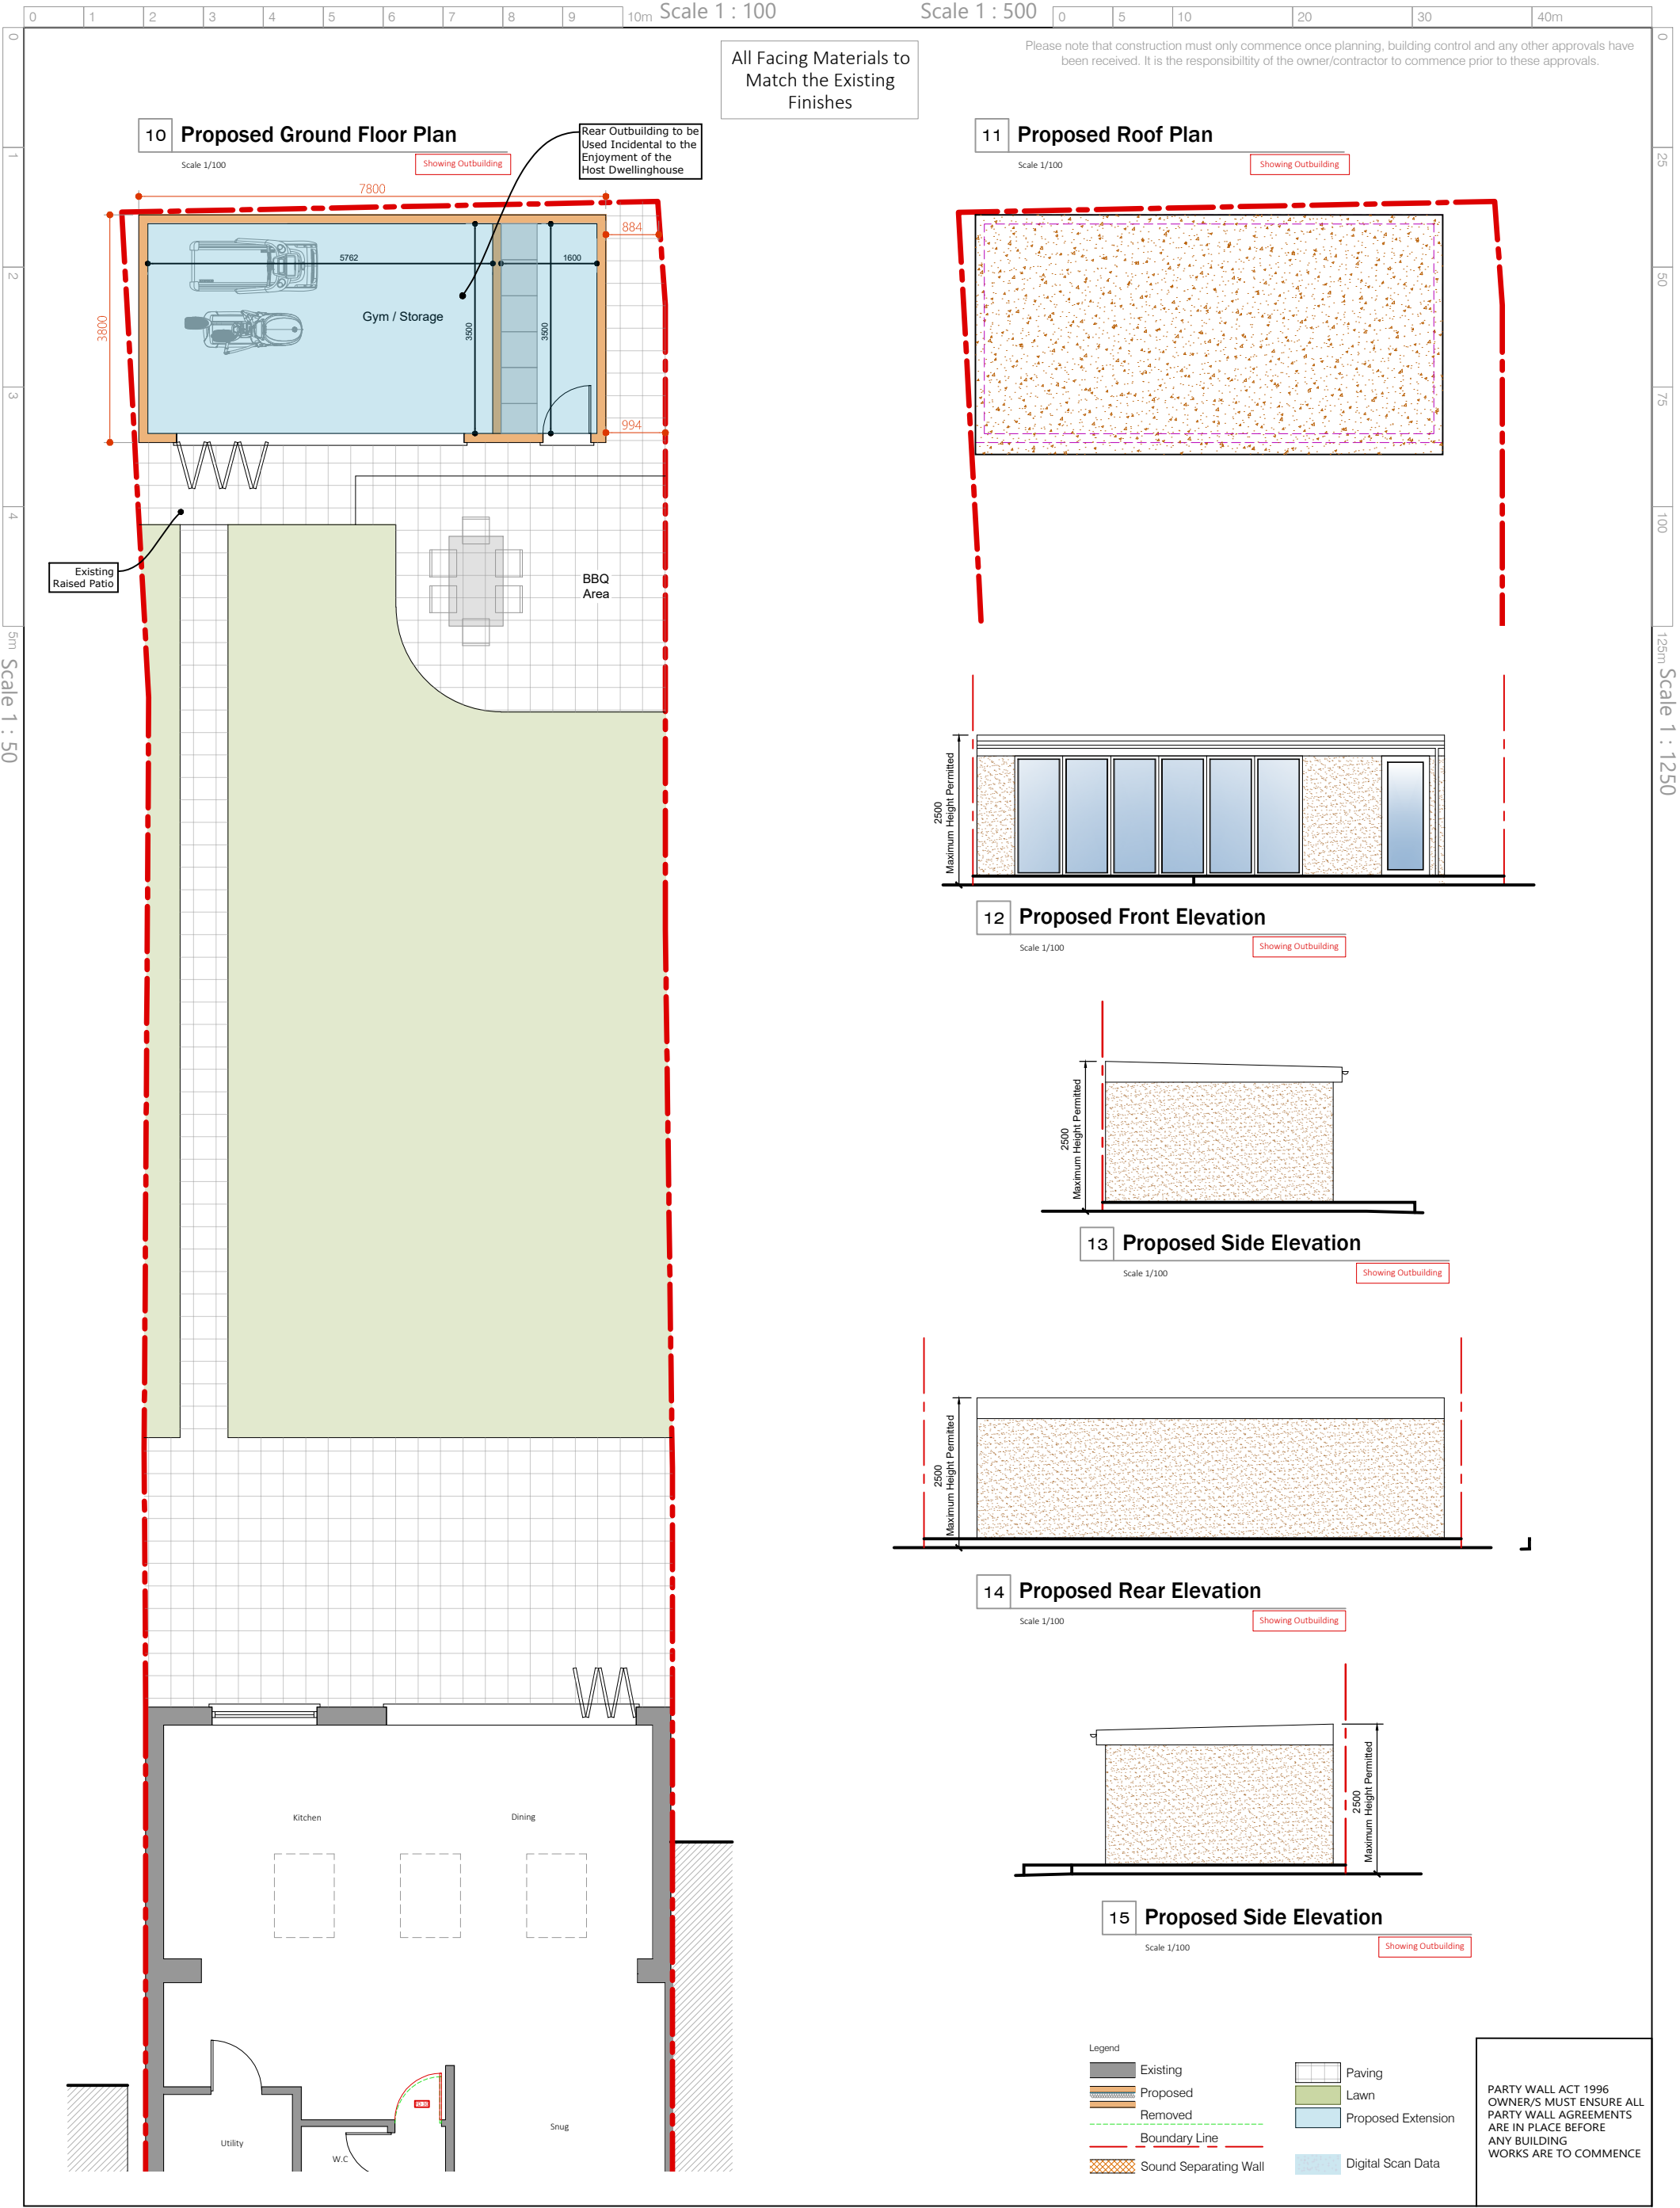 0 1 2 3 4 5 6 7 8 9 10m Scale 1 : 100
Scale 1 : 500 0 5 10 20 30 40m
0
1
2
3
4
5m Scale 1 : 50
0
25
50
75
100
125m Scale 1 : 1250
All Facing Materials to
Match the Existing
Finishes
Please note that construction must only commence once planning, building control and any other approvals have
been received. It is the responsibiltity of the owner/contractor to commence prior to these approvals.
10 Proposed Ground Floor Plan
Scale 1/100
Showing Outbuilding
Rear Outbuilding to be
Used Incidental to the
Enjoyment of the
Host Dwellinghouse
7800
884
5762
1600
3800
Gym / Storage
3500
3500
994
Existing
Raised Patio
BBQ
Area
Kitchen
Dining
Utility
W.C
Snug
11 Proposed Roof Plan
Scale 1/100
Showing Outbuilding
2500
Maximum Height Permitted
12 Proposed Front Elevation
Scale 1/100
Showing Outbuilding
2500
Maximum Height Permitted
13 Proposed Side Elevation
Scale 1/100
Showing Outbuilding
2500
Maximum Height Permitted
14 Proposed Rear Elevation
Scale 1/100
Showing Outbuilding
2500
Maximum Height Permitted
15 Proposed Side Elevation
Scale 1/100
Showing Outbuilding
Legend
Existing
Proposed
Removed
Boundary Line
Sound Separating Wall
Paving
Lawn
Proposed Extension
Digital Scan Data
PARTY WALL ACT 1996
OWNER/S MUST ENSURE ALL
PARTY WALL AGREEMENTS
ARE IN PLACE BEFORE
ANY BUILDING
WORKS ARE TO COMMENCE